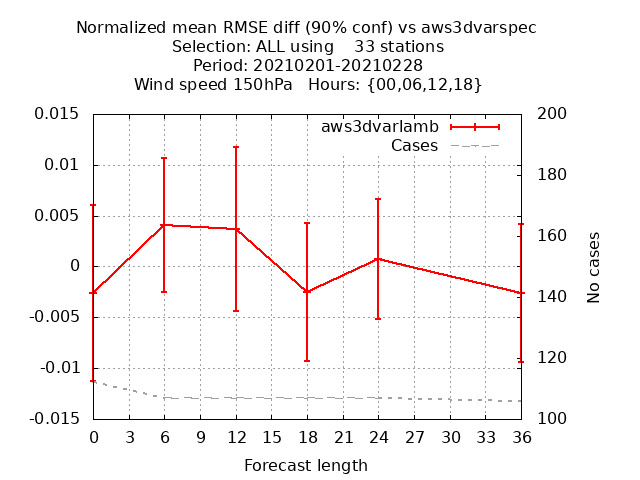 Normalized mean RMSE diff (90% conf) vs aws3dvarspec
Selection: ALL using    33 stations
Period: 20210201-20210228
Wind speed 150hPa   Hours: {00,06,12,18}
aws3dvarlamb
Cases
0.015
0.01
0.005
0
-0.005
-0.01
-0.015
200
180
160
140
120
100
No cases
0 3 6 9 12 15 18 21 24 27 30 33 36
Forecast length